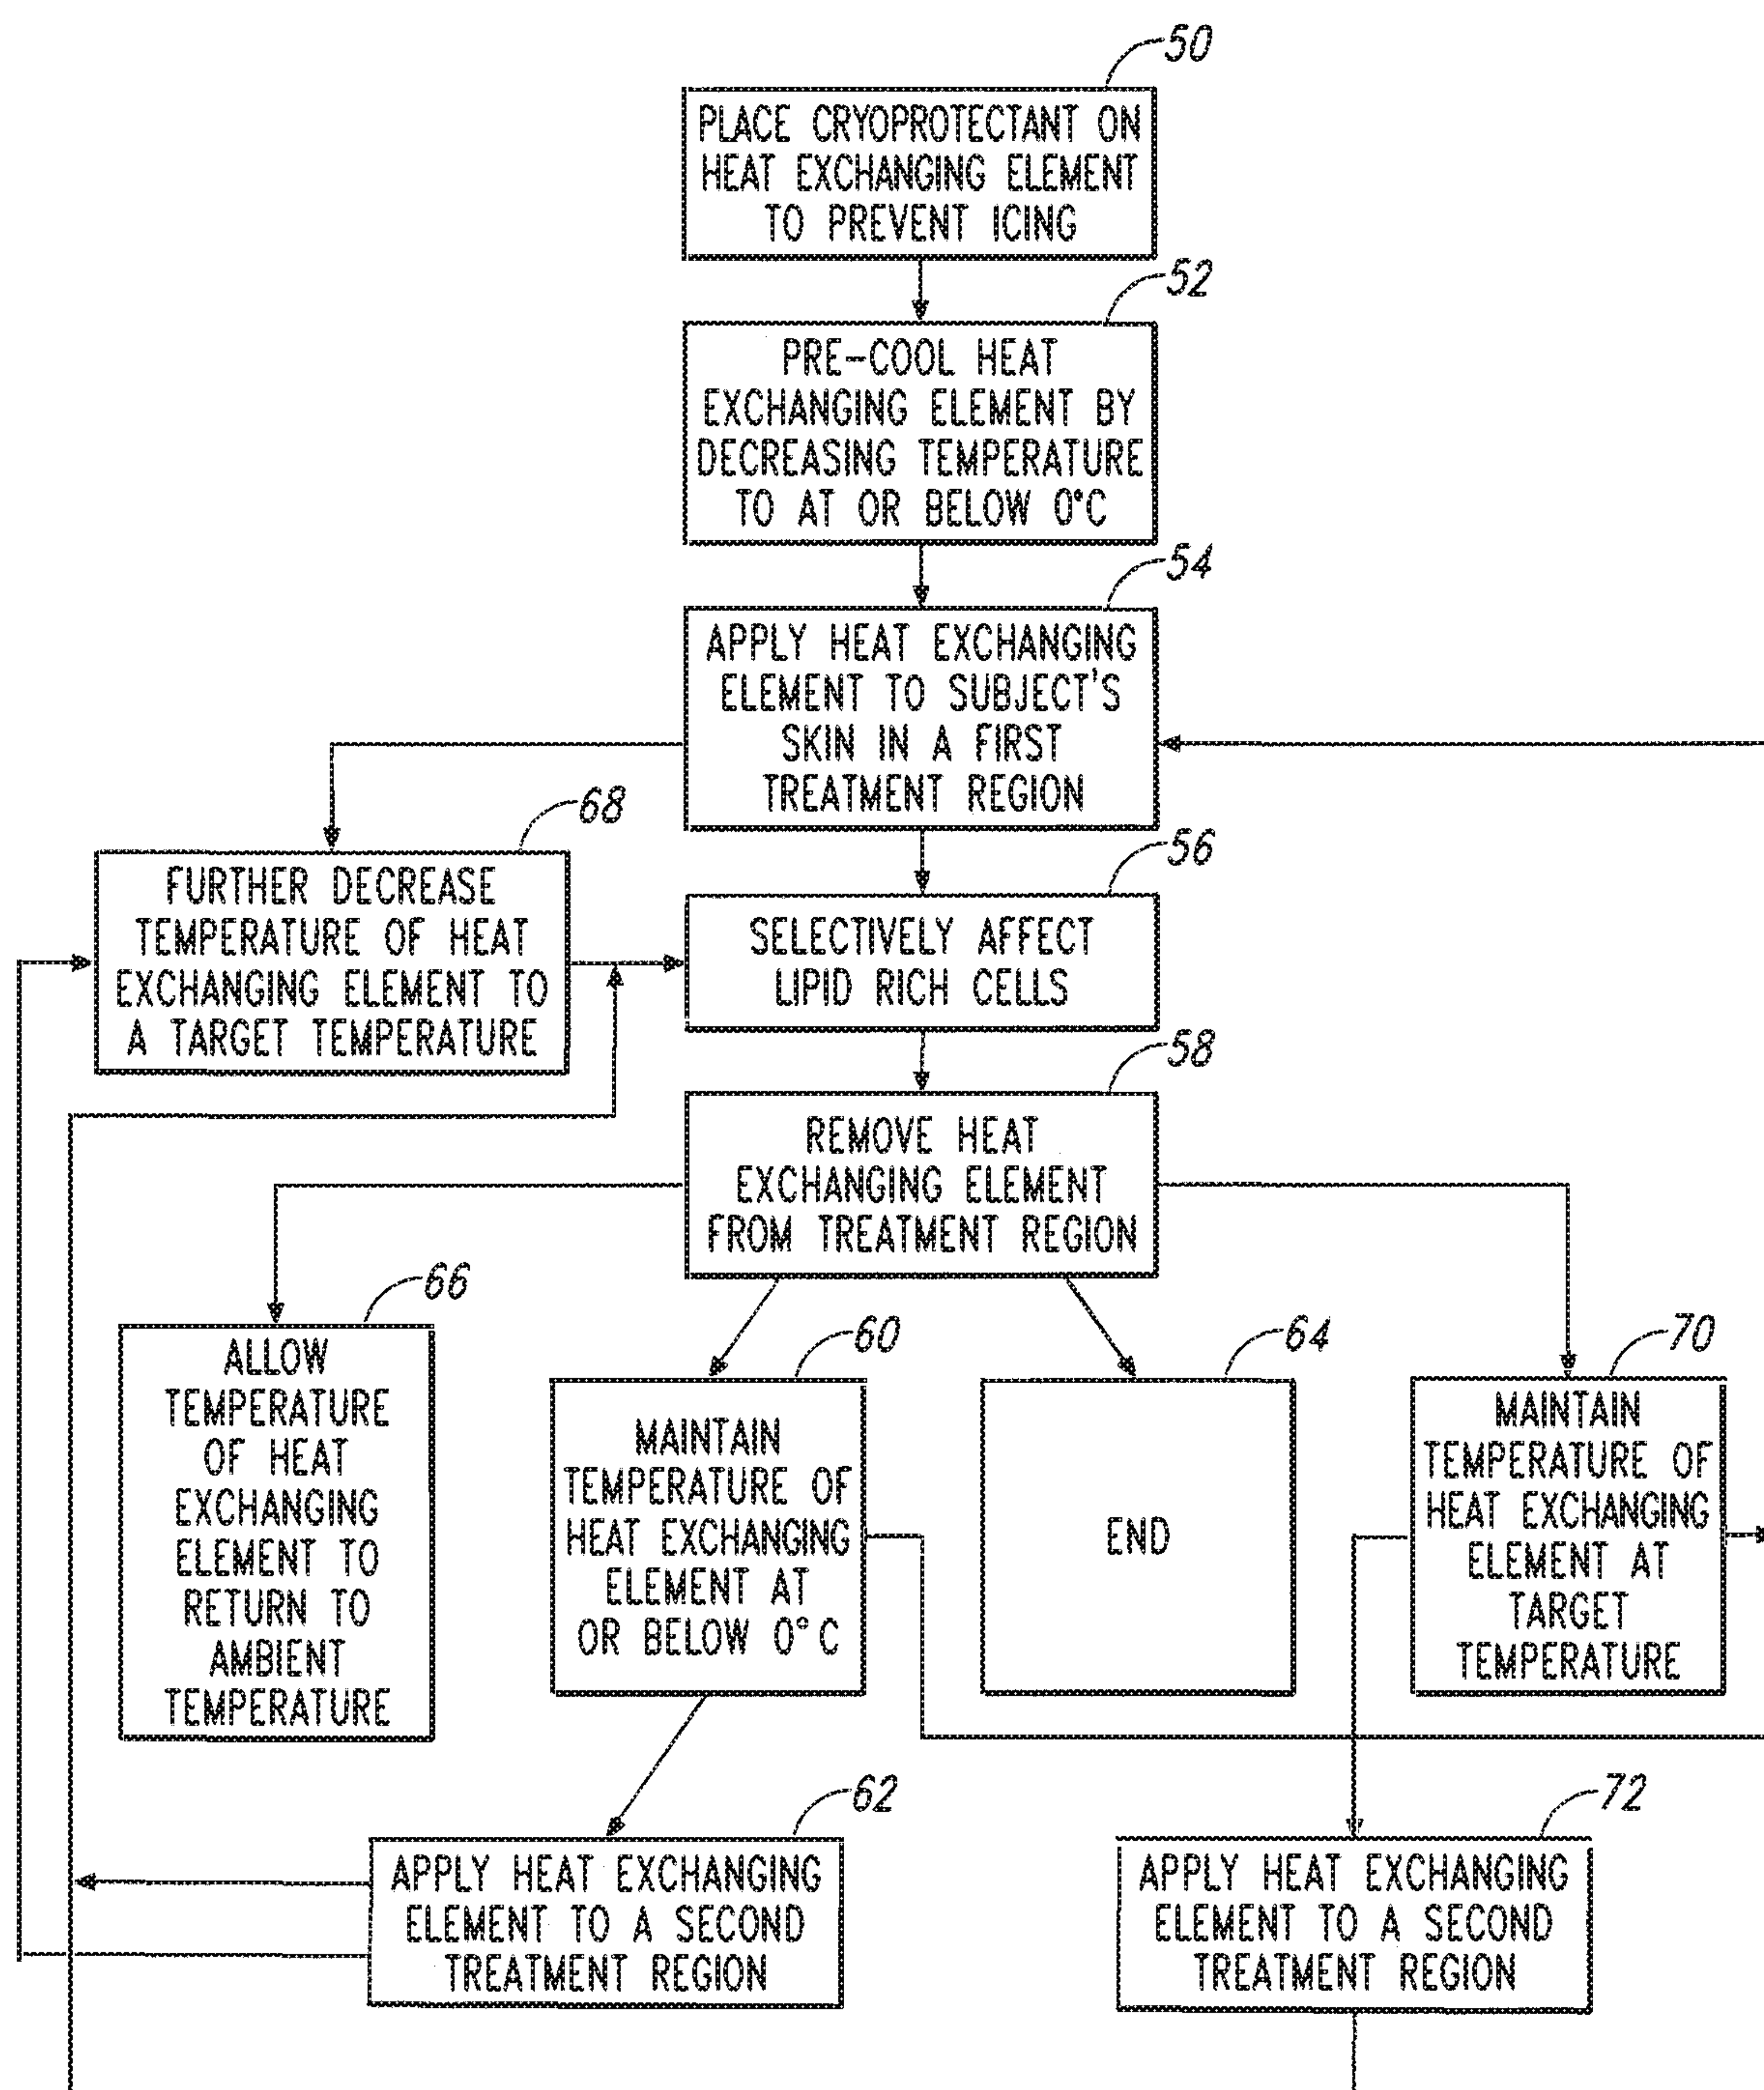 50
PLACE CRYOPROTECTANT ON
HEAT EXCHANGING ELEMENT
TO PREVENT ICING
52
PRE-COOL HEAT
EXCHANGING ELEMENT BY
DECREASING TEMPERATURE
TO AT OR BELOW 0°C
54
APPLY HEAT EXCHANGING
ELEMENT TO SUBJECT'S
SKIN IN A FIRST
TREATMENT REGION
68
FURTHER DECREASE
TEMPERATURE OF HEAT
EXCHANGING ELEMENT TO
A TARGET TEMPERATURE
56
SELECTIVELY AFFECT
LIPID RICH CELLS
58
REMOVE HEAT
EXCHANGING ELEMENT
FROM TREATMENT REGION
66
ALLOW
TEMPERATURE
OF HEAT
EXCHANGING
ELEMENT TO
RETURN TO
AMBIENT
TEMPERATURE
60
MAINTAIN
TEMPERATURE OF
HEAT EXCHANGING
ELEMENT AT
OR BELOW 0° C
64
END
70
MAINTAIN
TEMPERATURE OF
HEAT EXCHANGING
ELEMENT AT
TARGET
TEMPERATURE
62
APPLY HEAT EXCHANGING
ELEMENT TO A SECOND
TREATMENT REGION
72
APPLY HEAT EXCHANGING
ELEMENT TO A SECOND
TREATMENT REGION